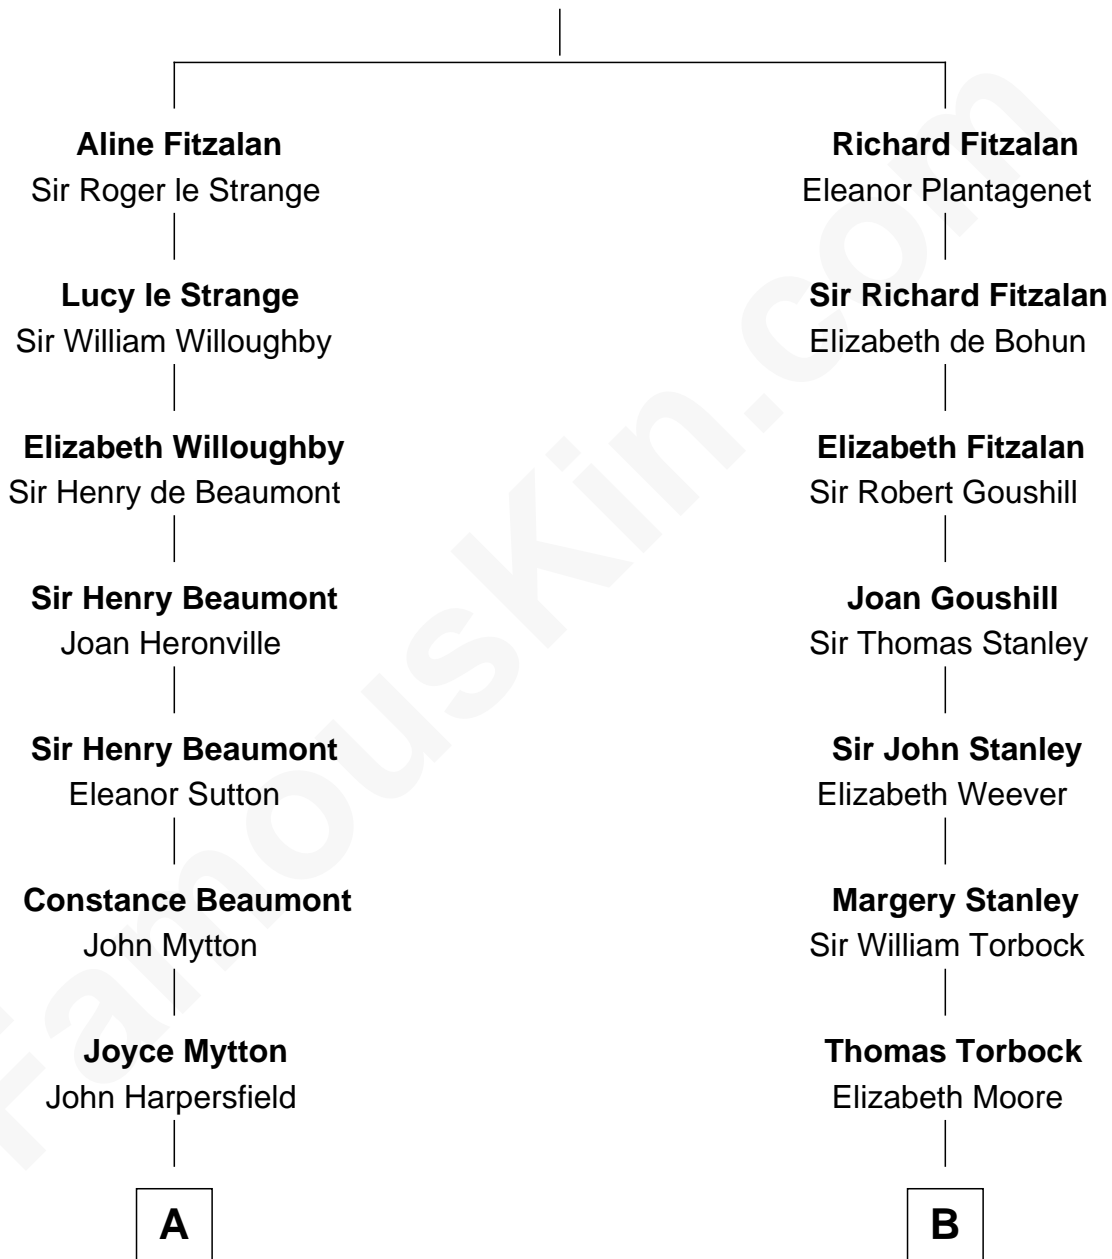 Aline Fitzalan
Sir Roger le Strange
Lucy le Strange
Sir William Willoughby
Elizabeth Willoughby
Sir Henry de Beaumont
Sir Henry Beaumont
Joan Heronville
Sir Henry Beaumont
Eleanor Sutton
Constance Beaumont
John Mytton
Joyce Mytton
John Harpersfield
A
Richard Fitzalan
Eleanor Plantagenet
Sir Richard Fitzalan
Elizabeth de Bohun
Elizabeth Fitzalan
Sir Robert Goushill
Joan Goushill
Sir Thomas Stanley
Sir John Stanley
Elizabeth Weever
Margery Stanley
Sir William Torbock
Thomas Torbock
Elizabeth Moore
B
FamousKin.com